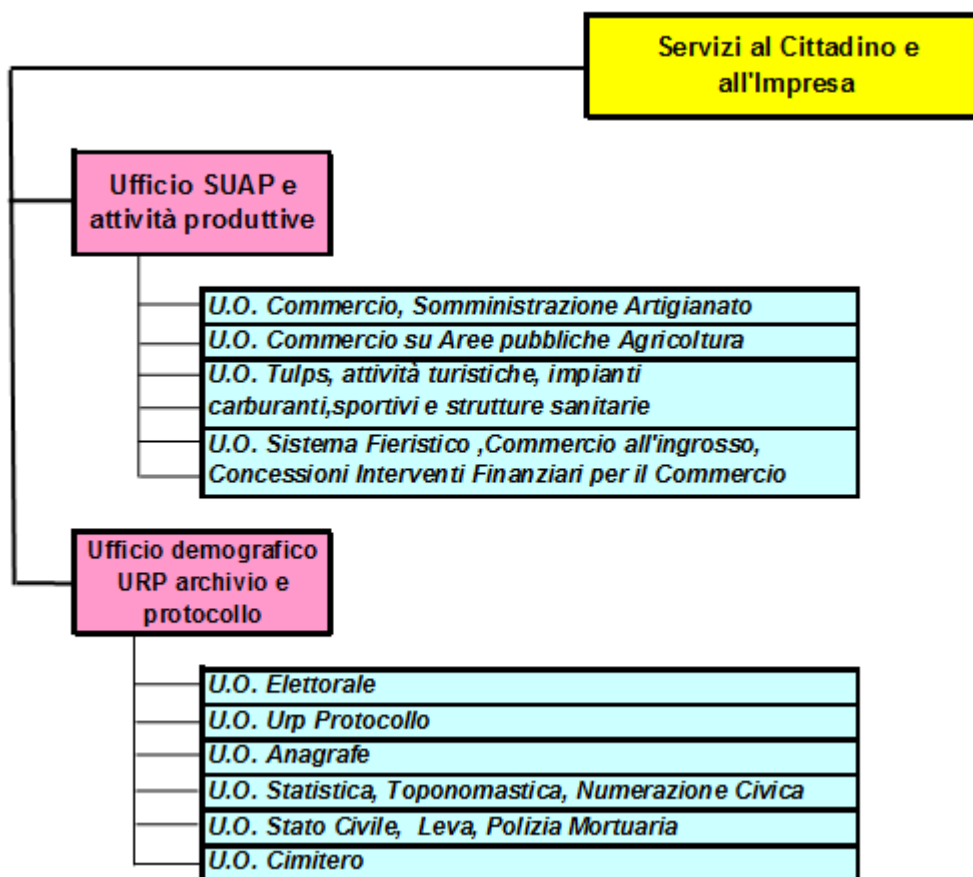 Servizi al Cittadino e
all'Impresa
Ufficio SUAP e
attività produttive
U.O. Commercio, Somministrazione Artigianato
U.O. Commercio su Aree pubbliche Agricoltura
U.O. Tulps, attività turistiche, impianti
carburanti,sportivi e strutture sanitarie
U.O. Sistema Fieristico ,Commercio all'ingrosso,
Concessioni Interventi Finanziari per il Commercio
Ufficio demografico
URP archivio e
protocollo
U.O. Elettorale
U.O. Urp Protocollo
U.O. Anagrafe
U.O. Statistica, Toponomastica, Numerazione Civica
U.O. Stato Civile, Leva, Polizia Mortuaria
U.O. Cimitero